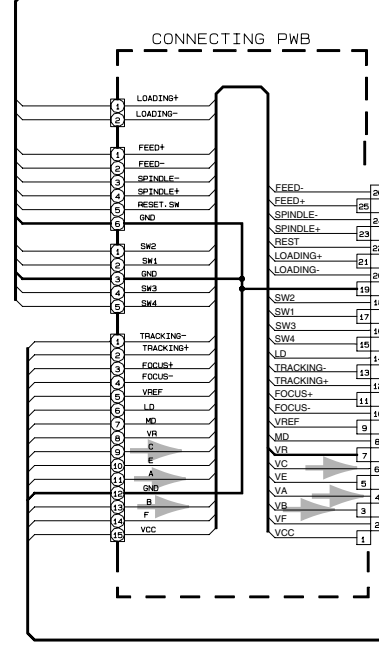 CONNECTING PWB
1 LOADING+
2 LOADING-
1 FEED+
2 FEED-
3 SPINDLE-
4 SPINDLE+
5 RESET. SW
6 GND
1 SW2
2 SW1
3 GND
4 SW3
5 SW4
1 TRACKING-
2 TRACKING+
3 FOCUS+
4 FOCUS-
5 VREF
6 LD
7 MD
8 VR
9 C
10 E
11 A
12 GND
13 B
14 F
15 VCC
FEED-
FEED+ 25
SPINDLE-
SPINDLE+ 23
REST
LOADING+ 21
LOADING-
19
SW2
SW1 17
SW3
SW4 15
LD
TRACKING- 13
TRACKING+
FOCUS+ 11
FOCUS-
VREF 9
MD 8
VR 7
VC 6
VE 5
VA 4
VB 3
VF 2
VCC 1